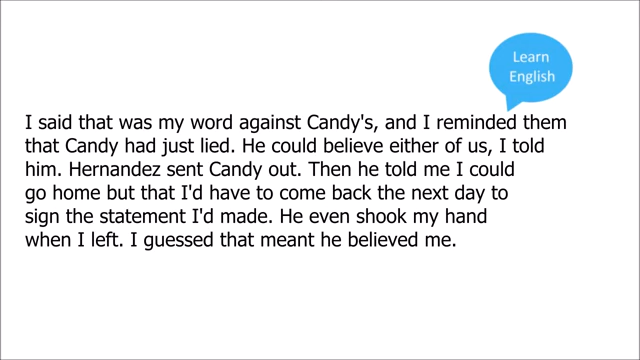 Learn
English
I said that was my word against Candy's, and I reminded them
that Candy had just lied. He could believe either of us, I told
him. Hernandez sent Candy out. Then he told me I could
go home but that I'd have to come back the next day to
sign the statement I'd made. He even shook my hand
when I left. I guessed that meant he believed me.